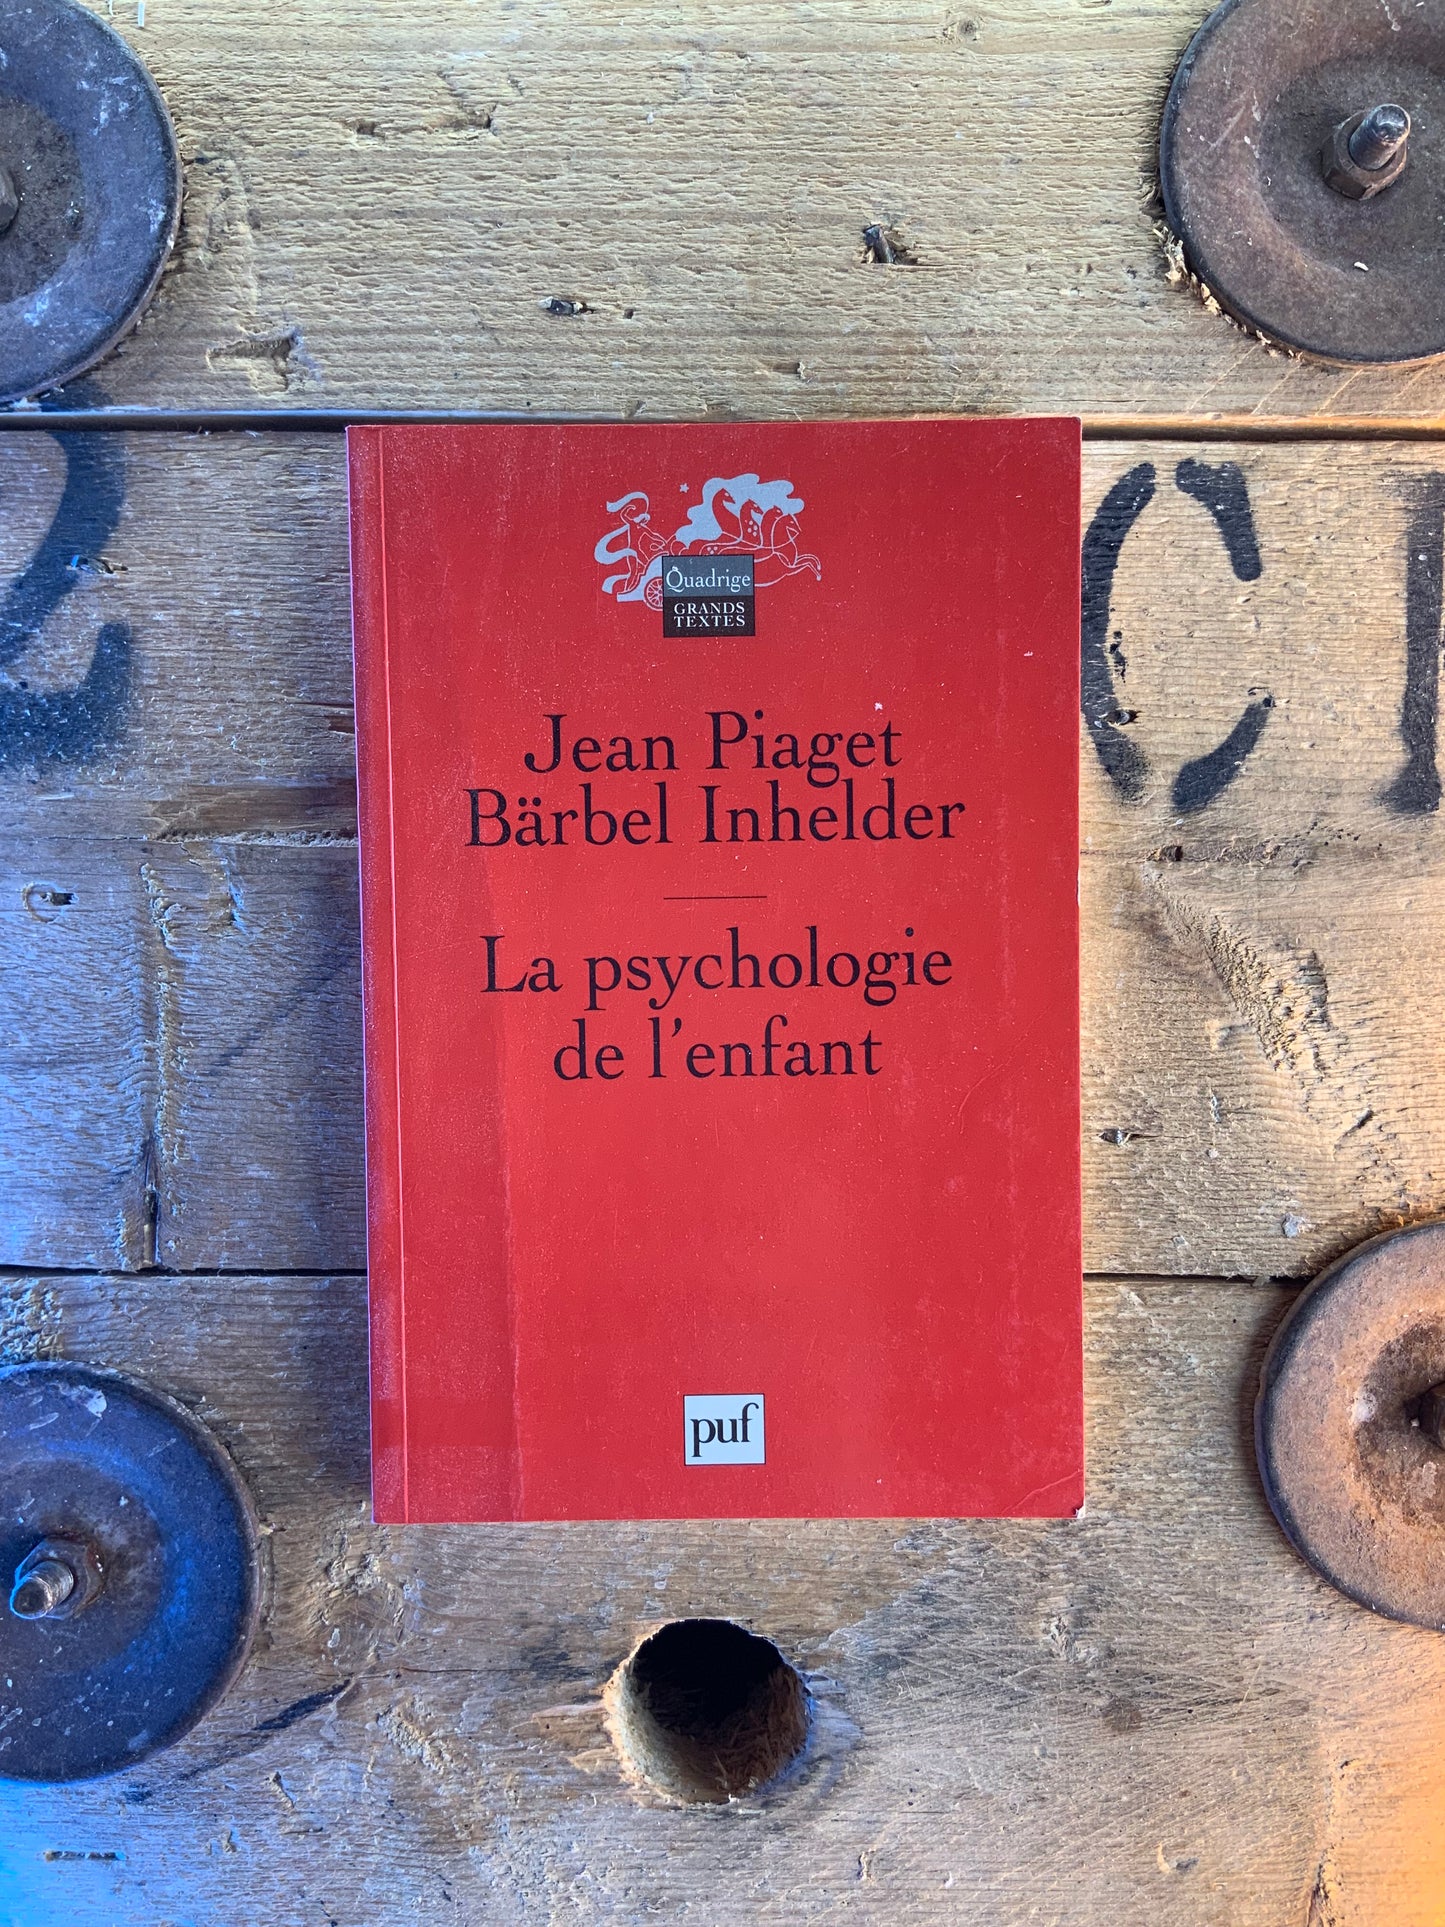 Quadrige
GRANDS
TEXTES
Jean Piaget
Bärbel Inhelder
La psychologie
de l'enfant
puf
C